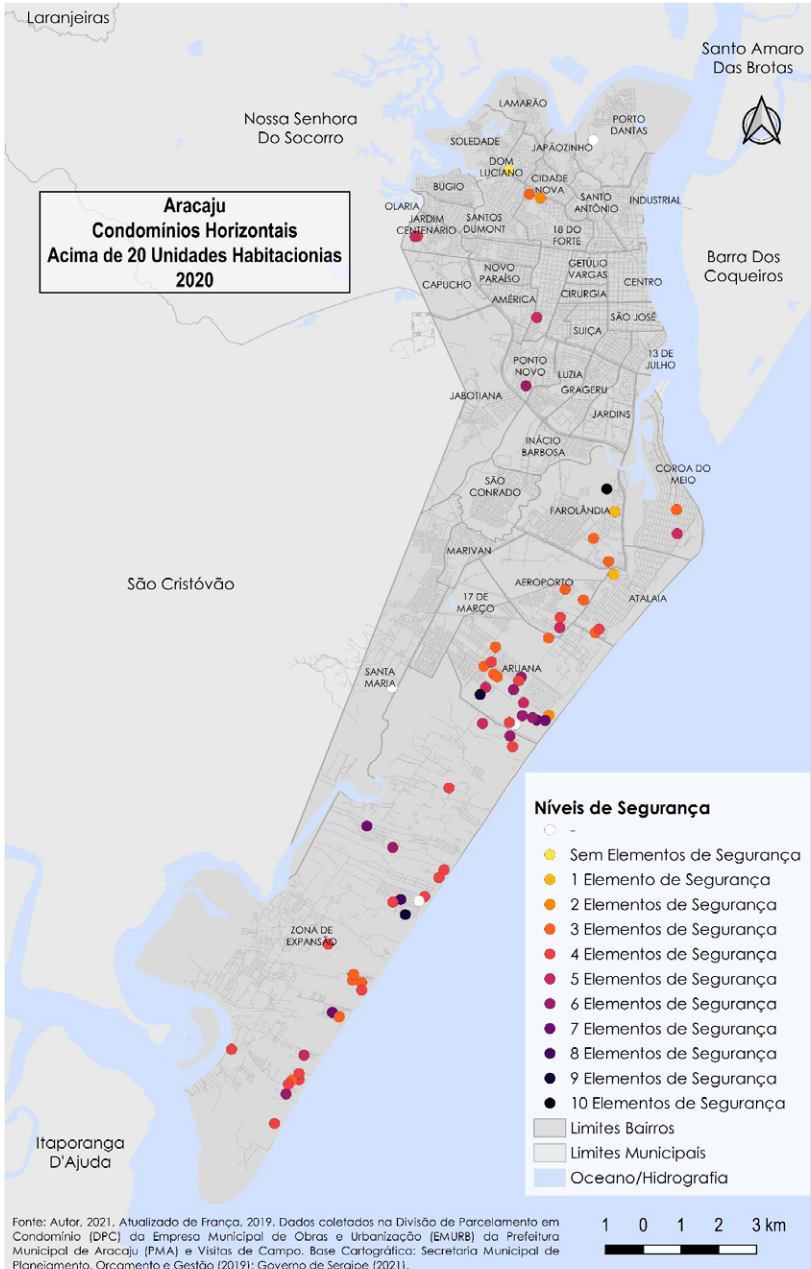 Laranjeiras
Santo Amaro
Das Brotas
Nossa Senhora
Do Socorro
LAMARÃO
PORTO
DANTAS
SOLEDADE
JAPÃOZINHO
DOM
LUCIANO
CIDADE
NOVA
BUGIO
SANTO
ANTÔNIO
INDUSTRIAL
Aracaju
Condomínios Horizontais
Acima de 20 Unidades Habitacionias
2020
OLARIA
JARDIM
CENTENÁRIO
SANTOS
DUMONT
18 DO
FORTE
Barra Dos
Coqueiros
NOVO
PARAÍSO
GETÚLIO
VARGAS
CAPUCHO
CENTRO
AMÉRICA
CIRURGIA
SÃO JOSÉ
SUIÇA
13 DE
JULHO
PONTO
NOVO
LUZIA
GRAGERU
JABOTIANA
JARDINS
INÁCIO
BARBOSA
COROA DO
MEIO
SÃO
CONRADO
FAROLÂNDIA
MARIVAN
São Cristóvão
AEROPORTO
17 DE
MARÇO
ATALAIA
SANTA
MARIA
ARUANA
ZONA DE
EXPANSÃO
Itaporanga
D'Ajuda
Níveis de Segurança
-
Sem Elementos de Segurança
1 Elemento de Segurança
2 Elementos de Segurança
3 Elementos de Segurança
4 Elementos de Segurança
5 Elementos de Segurança
6 Elementos de Segurança
7 Elementos de Segurança
8 Elementos de Segurança
9 Elementos de Segurança
10 Elementos de Segurança
Limites Bairros
Limites Municipais
Oceano/Hidrografia
Fonte: Autor, 2021, Atualizado de França, 2019. Dados coletados na Divisão de Parcelamento em
Condomínio (DPC) da Empresa Municipal de Obras e Urbanização (EMURB) da Prefeitura
Municipal de Aracaju (PMA) e Visitas de Campo. Base Cartográfica: Secretaria Municipal de
Planejamento, Orçamento e Gestão (2019); Governo de Sergipe (2021).
1 0 1 2 3 km